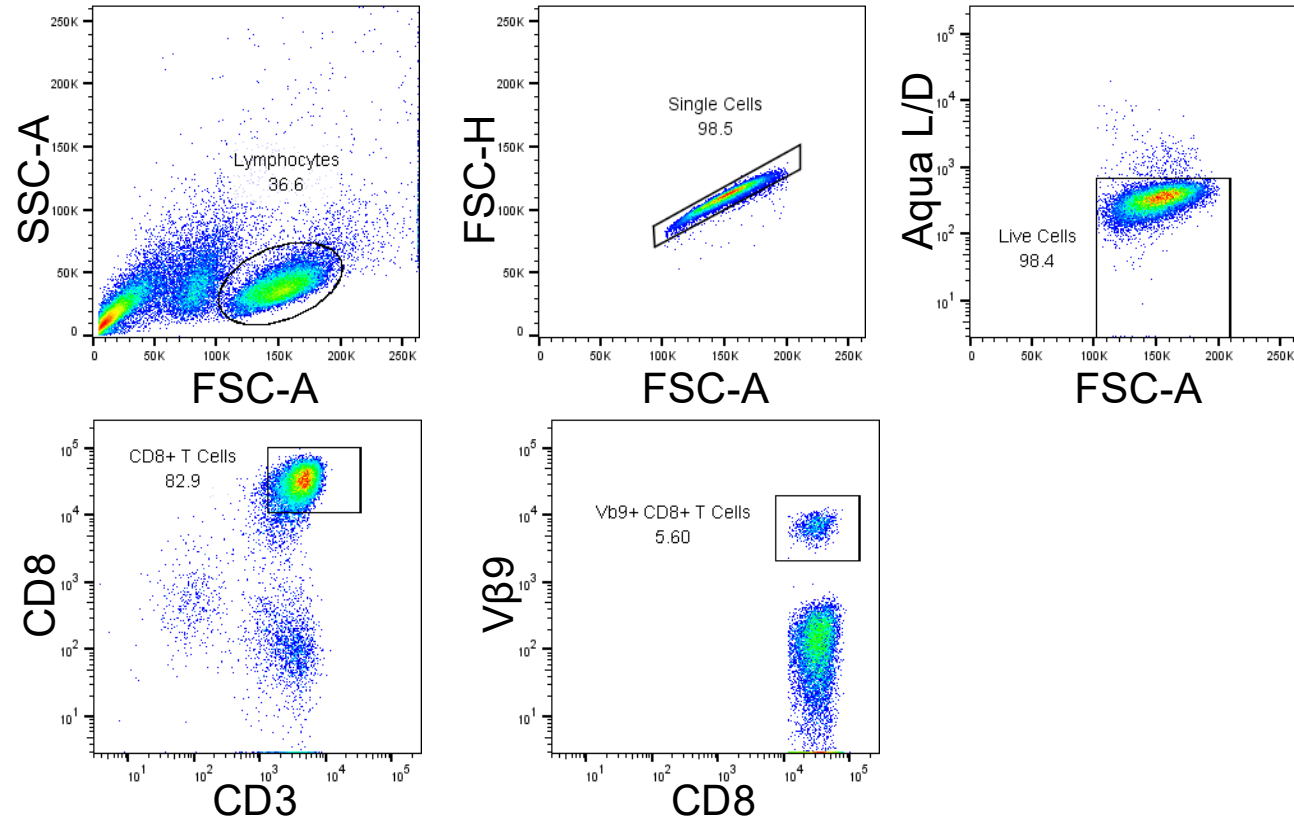 250K
200K
150K
100K
50K
0
SSC-A
Lymphocytes
36.6
0 50K 100K 150K 200K 250K
FSC-A
250K
200K
150K
100K
50K
0
FSC-H
Single Cells
98.5
0 50K 100K 150K 200K 250K
FSC-A
10^5
10^4
10^3
10^2
10^1
Aqua L/D
Live Cells
98.4
0 50K 100K 150K 200K 250K
FSC-A
10^5
10^4
10^3
10^2
10^1
CD8
CD8+ T Cells
82.9
10^1 10^2 10^3 10^4 10^5
CD3
10^5
10^4
10^3
10^2
10^1
Vβ9
Vb9+ CD8+ T Cells
5.60
10^1 10^2 10^3 10^4 10^5
CD8